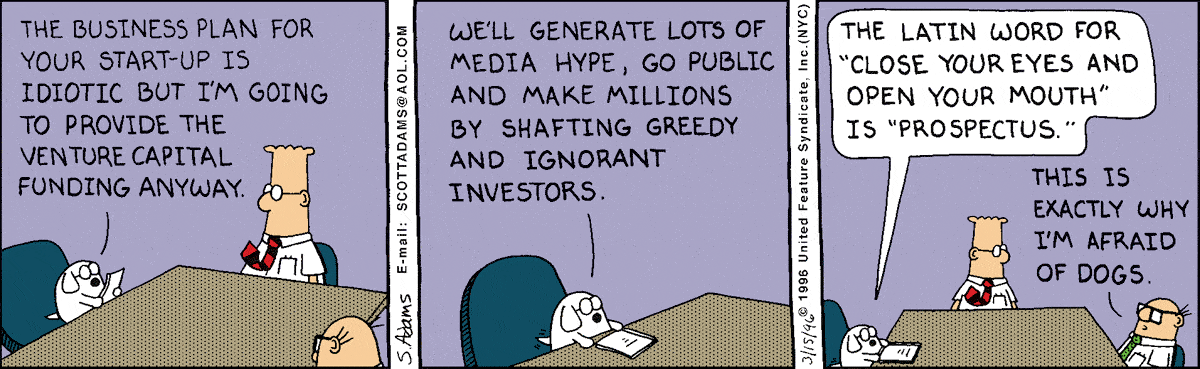 THE BUSINESS PLAN FOR
YOUR START-UP IS
IDIOTIC BUT I'M GOING
TO PROVIDE THE
VENTURE CAPITAL
FUNDING ANYWAY.
S.Adams E-mail: SCOTTADAMS@AOL.COM
WE'LL GENERATE LOTS OF
MEDIA HYPE, GO PUBLIC
AND MAKE MILLIONS
BY SHAFTING GREEDY
AND IGNORANT
INVESTORS.
3/15/96 © 1996 United Feature Syndicate, Inc.(NYC)
THE LATIN WORD FOR
"CLOSE YOUR EYES AND
OPEN YOUR MOUTH"
IS "PROSPECTUS."
THIS IS
EXACTLY WHY
I'M AFRAID
OF DOGS.